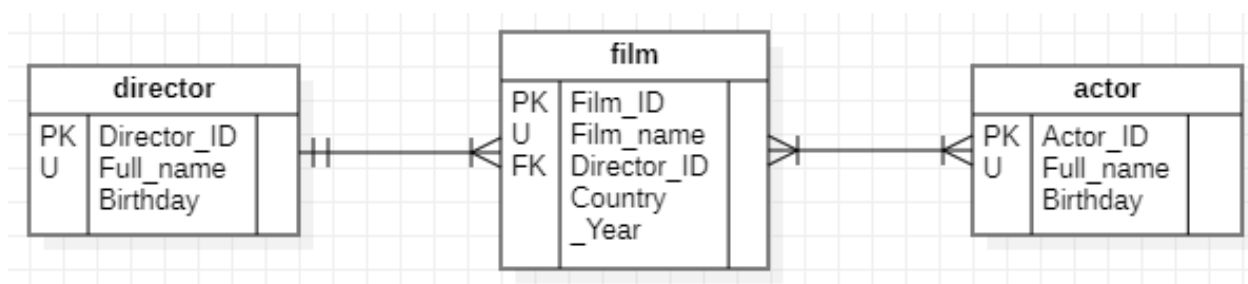 director
PK Director_ID
U Full_name
Birthday
film
PK Film_ID
U Film_name
FK Director_ID
Country
_Year
actor
PK Actor_ID
U Full_name
Birthday